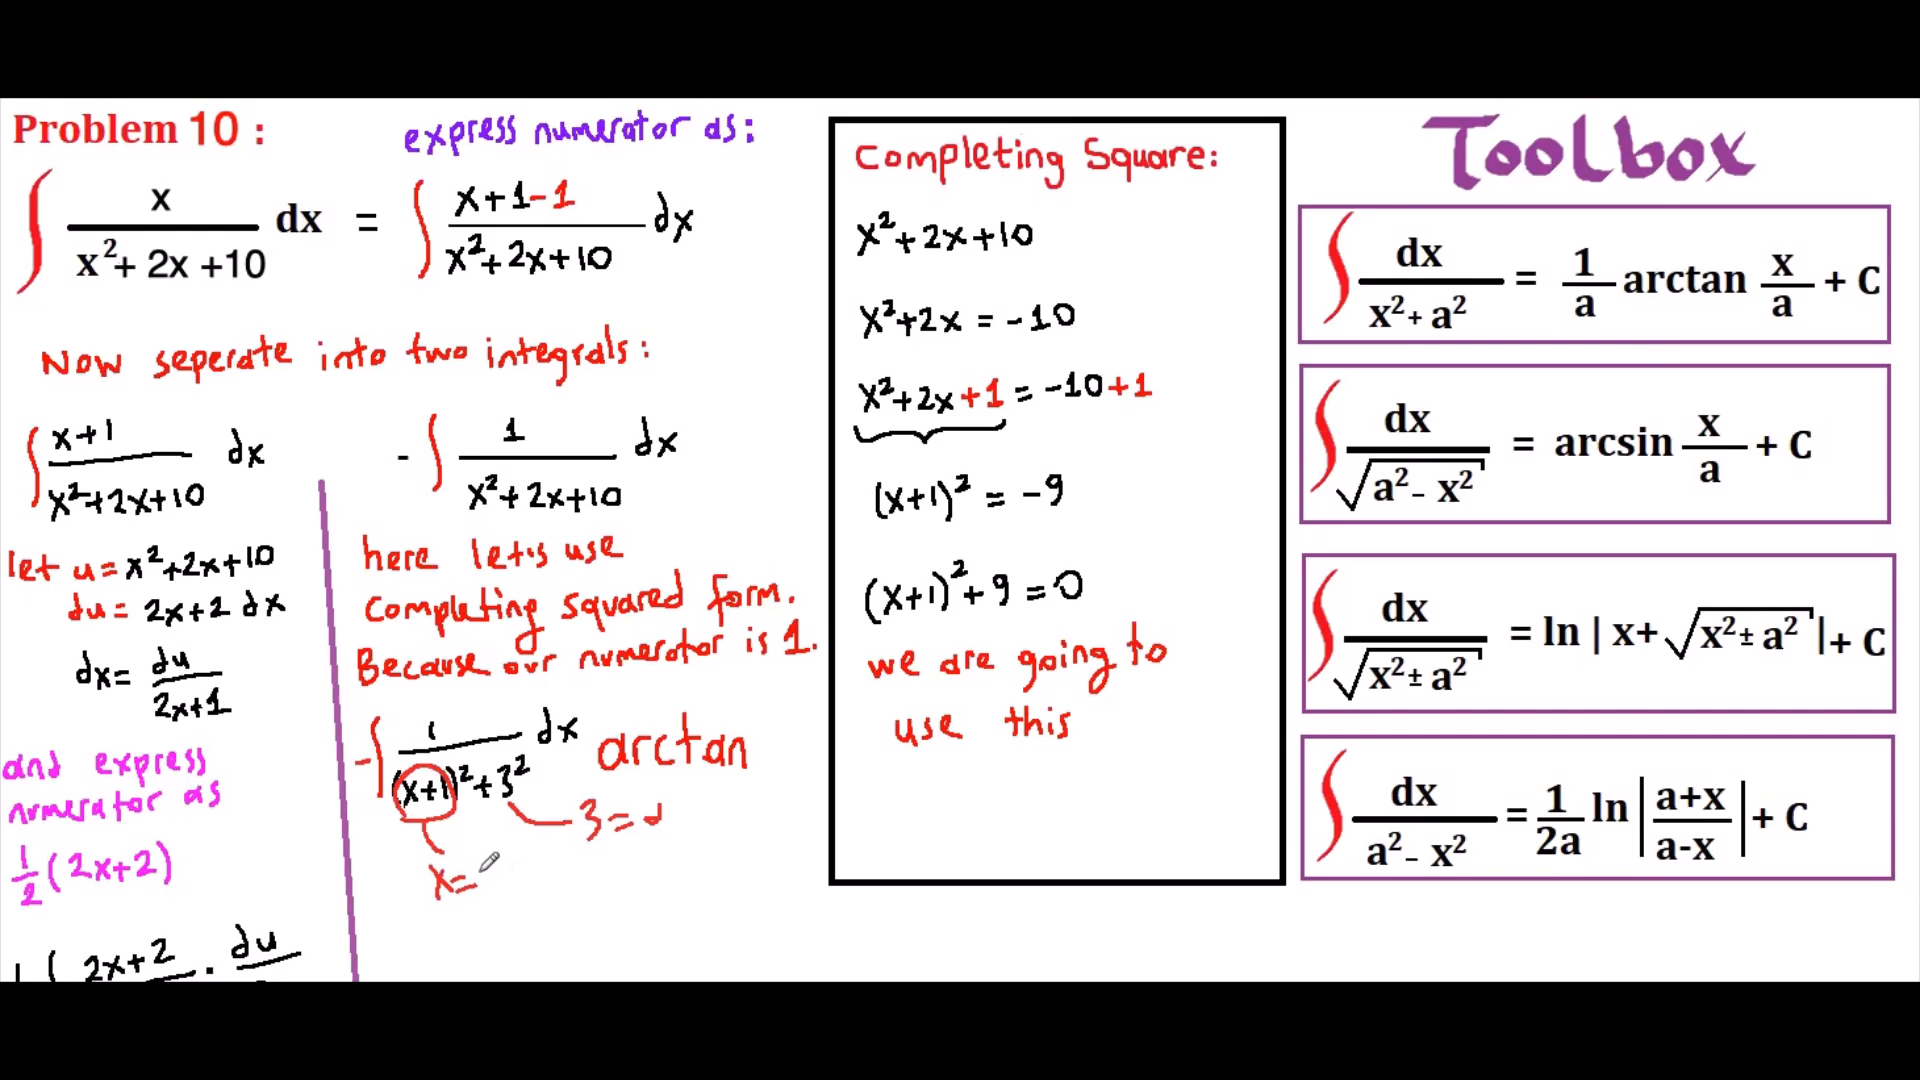 Problem 10 :
express numerator as:
∫ x / x²+ 2x +10 dx = ∫ x+1-1 / x²+2x+10 dx
Now seperate into two integrals:
∫ x+1 / x²+2x+10 dx - ∫ 1 / x²+2x+10 dx
let u = x²+2x+10
du = 2x+2 dx
dx = du / 2x+1
and express
numerator as
1/2 (2x+2)
2x+2 . du
here let's use
completing squared form.
Because our numerator is 1.
-∫ 1 / (x+1)²+3² dx arctan
3 =
x =
Completing Square:
x²+2x+10
x²+2x = -10
x²+2x+1 = -10+1
(x+1)² = -9
(x+1)²+9 = 0
we are going to
use this
Toolbox
∫ dx / x²+ a² = 1/a arctan x/a + C
∫ dx / √a²- x² = arcsin x/a + C
∫ dx / √x²± a² = ln | x+ √x²± a² | + C
∫ dx / a²- x² = 1/2a ln | a+x / a-x | + C